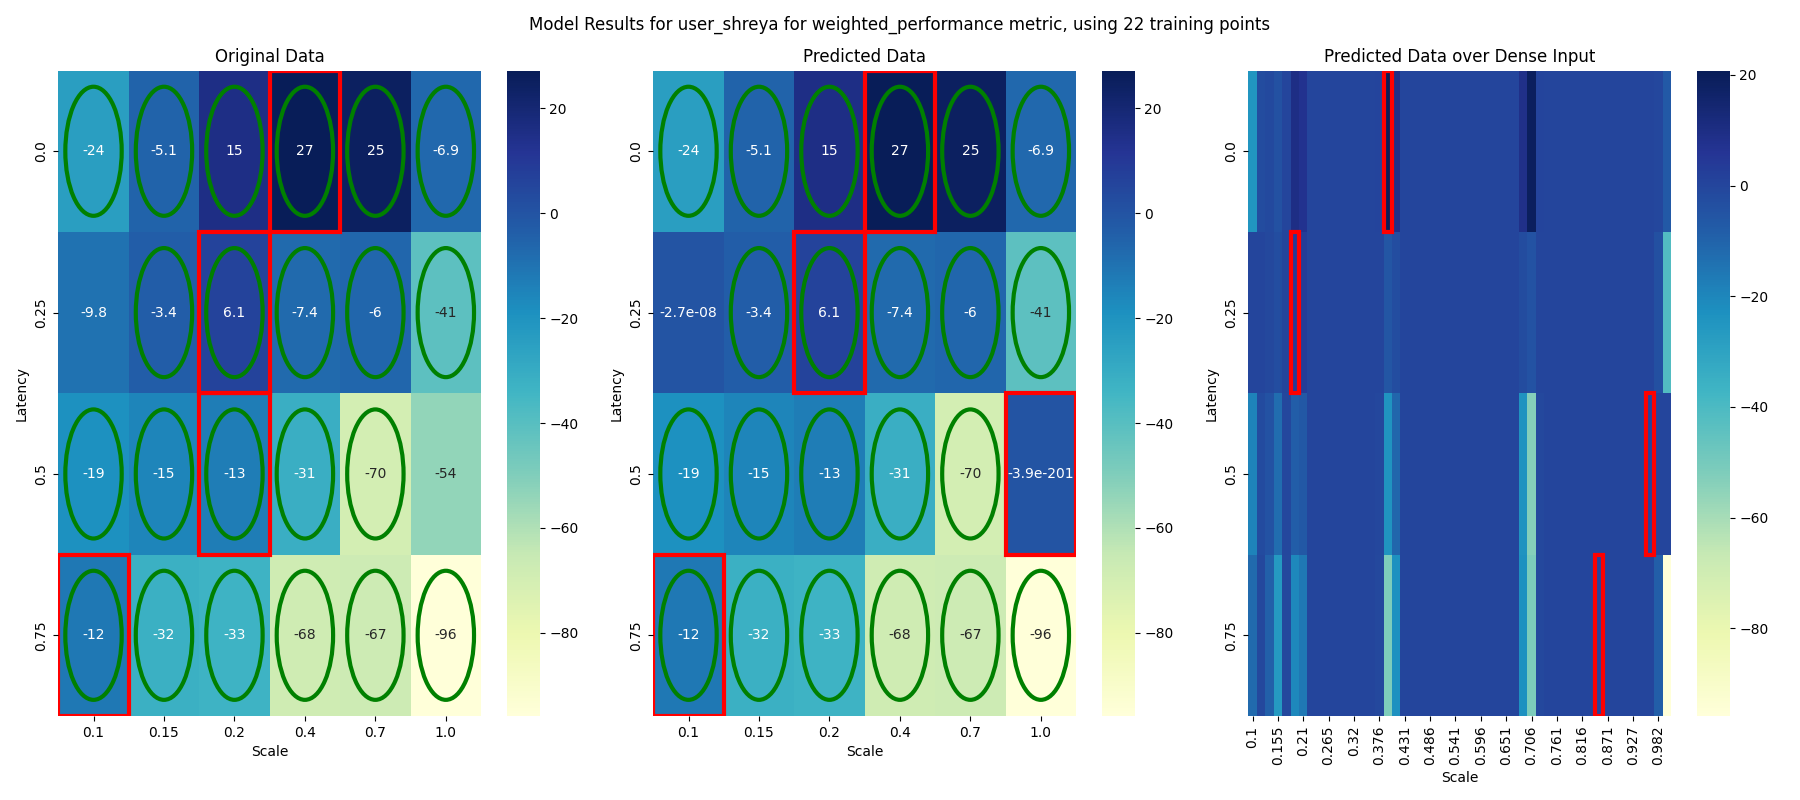 Model Results for user_shreya for weighted_performance metric, using 22 training points
Original Data
-24 -5.1 15 27 25 -6.9
-9.8 -3.4 6.1 -7.4 -6 -41
-19 -15 -13 -31 -70 -54
-12 -32 -33 -68 -67 -96
0.0
0.25
0.5
0.75
Latency
0.1 0.15 0.2 0.4 0.7 1.0
Scale
20
0
−20
−40
−60
−80
Predicted Data
-24 -5.1 15 27 25 -6.9
-2.7e-08 -3.4 6.1 -7.4 -6 -41
-19 -15 -13 -31 -70 -3.9e-201
-12 -32 -33 -68 -67 -96
0.0
0.25
0.5
0.75
Latency
0.1 0.15 0.2 0.4 0.7 1.0
Scale
20
0
−20
−40
−60
−80
Predicted Data over Dense Input
0.0
0.25
0.5
0.75
Latency
0.1 0.155 0.21 0.265 0.32 0.376 0.431 0.486 0.541 0.596 0.651 0.706 0.761 0.816 0.871 0.927 0.982
Scale
20
0
−20
−40
−60
−80